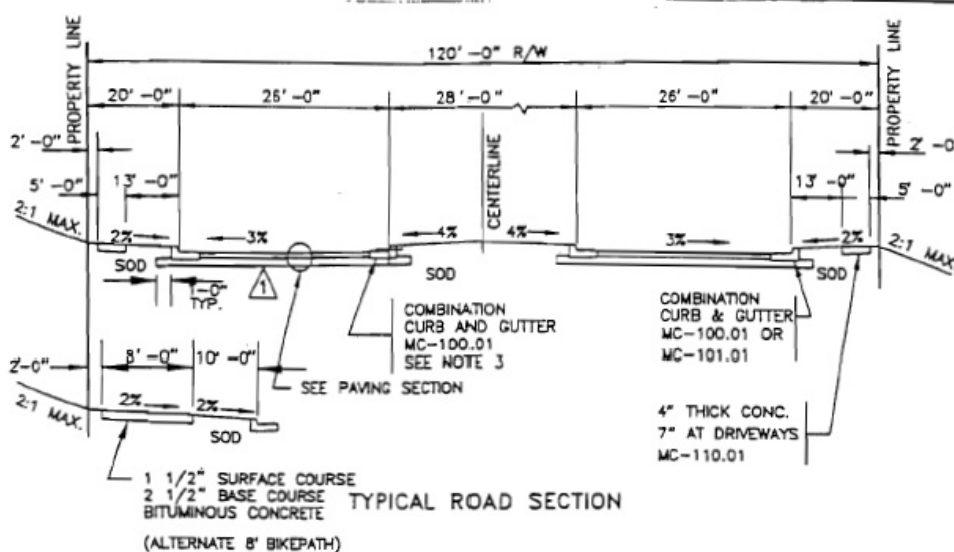 PROPERTY LINE
PROPERTY LINE
120'-0" R/W
20'-0"
26'-0"
28'-0"
26'-0"
20'-0"
2'-0"
CENTERLINE
2'-0
13'-0"
13'-0"
5'-0"
5'-0"
2:1 MAX.
2%
3%
4%
4%
3%
2%
2:1 MAX.
SOD
1
SOD
SOD
1'-0"
TYP.
COMBINATION
CURB AND GUTTER
MC-100.01
SEE NOTE 3
COMBINATION
CURB & GUTTER
MC-100.01 OR
MC-101.01
8'-0"
10'-0"
2'-0"
SEE PAVING SECTION
2:1 MAX.
2%
2%
SOD
4" THICK CONC.
7" AT DRIVEWAYS
MC-110.01
1 1/2" SURFACE COURSE
2 1/2" BASE COURSE
BITUMINOUS CONCRETE
TYPICAL ROAD SECTION
(ALTERNATE 8' BIKEPATH)